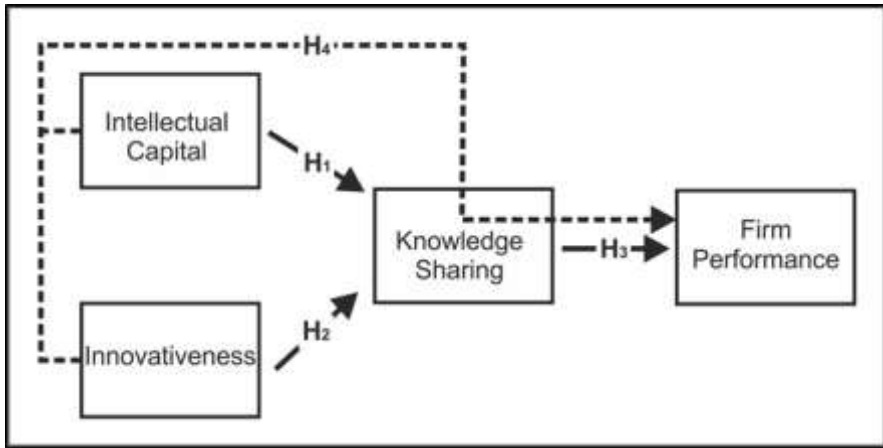 H4
Intellectual
Capital
H1
Knowledge
Sharing
H3
Firm
Performance
Innovativeness
H2